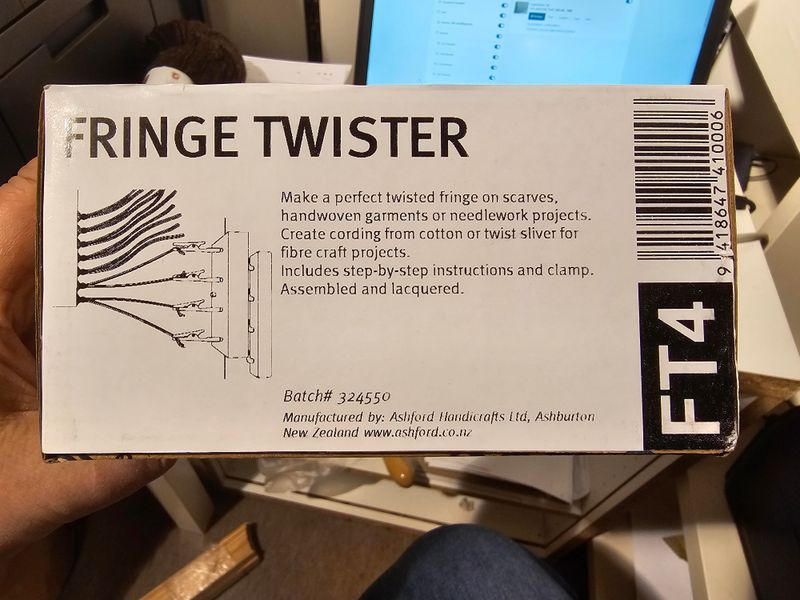 FRINGE TWISTER
Make a perfect twisted fringe on scarves,
handwoven garments or needlework projects.
Create cording from cotton or twist sliver for
fibre craft projects.
Includes step-by-step instructions and clamp.
Assembled and lacquered.
Batch# 324550
Manufactured by: Ashford Handicrafts Ltd, Ashburton
New Zealand www.ashford.co.nz
9 418647 410006
FT4